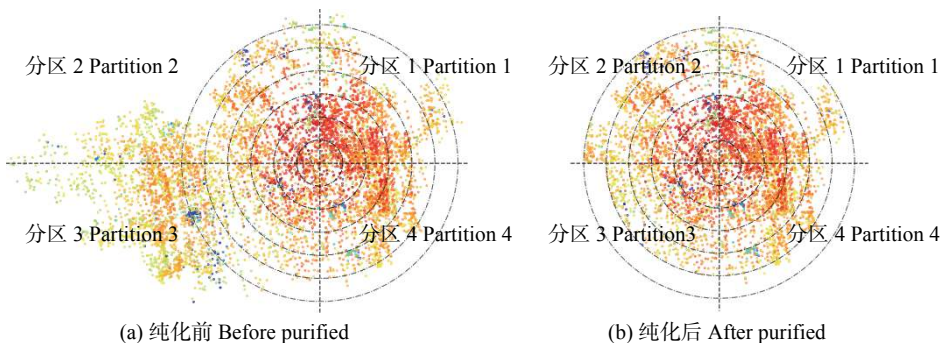 分区 2 Partition 2
分区 1 Partition 1
分区 3 Partition 3
分区 4 Partition 4
(a) 纯化前 Before purified
分区 2 Partition 2
分区 1 Partition 1
分区 3 Partition3
分区 4 Partition 4
(b) 纯化后 After purified